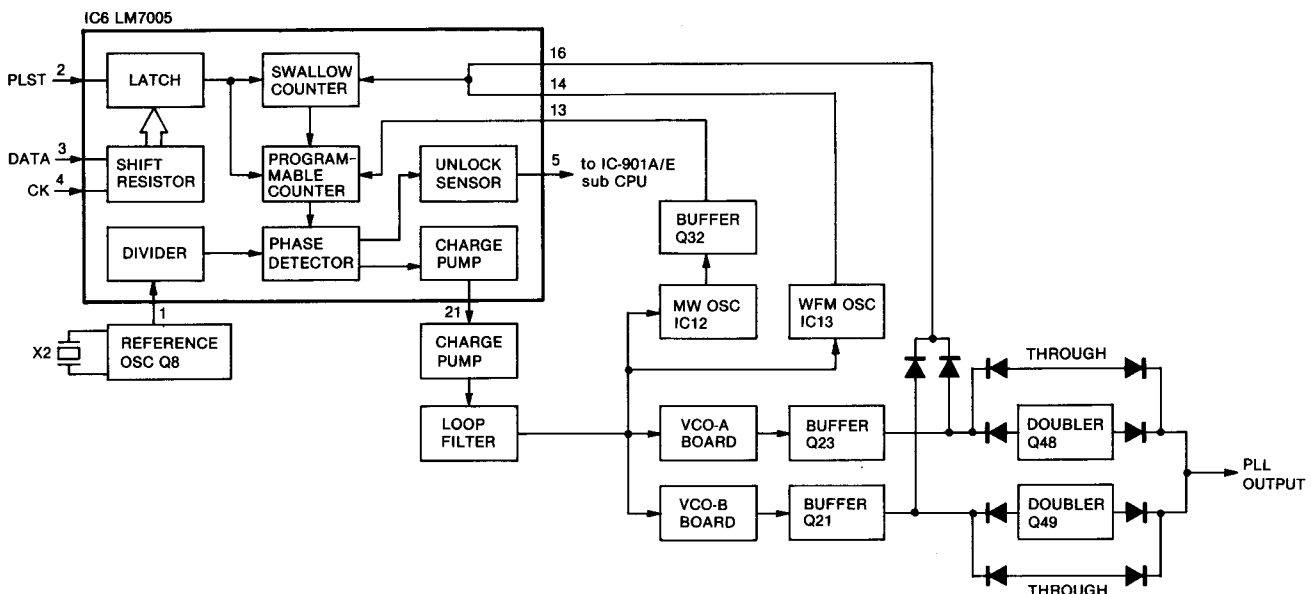 IC6 LM7005
PLST
2
LATCH
SWALLOW
COUNTER
16
14
13
DATA
3
CK
4
SHIFT
RESISTOR
PROGRAM-
MABLE
COUNTER
UNLOCK
SENSOR
5
to IC-901A/E
sub CPU
DIVIDER
PHASE
DETECTOR
CHARGE
PUMP
BUFFER
Q32
1
21
MW OSC
IC12
WFM OSC
IC13
X2
REFERENCE
OSC Q8
CHARGE
PUMP
THROUGH
LOOP
FILTER
VCO-A
BOARD
BUFFER
Q23
DOUBLER
Q48
PLL
OUTPUT
VCO-B
BOARD
BUFFER
Q21
DOUBLER
Q49
THROUGH